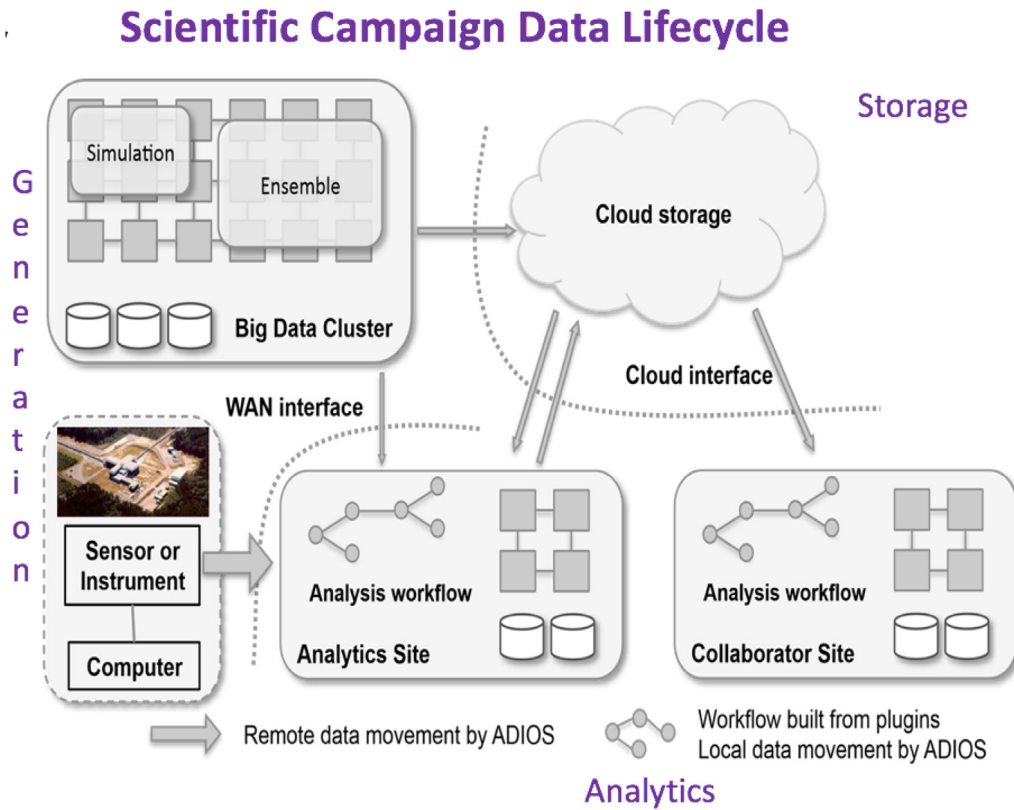 Scientific Campaign Data Lifecycle
Storage
Generation
Simulation
Ensemble
Cloud storage
Big Data Cluster
WAN interface
Cloud interface
Sensor or
Instrument
Computer
Analysis workflow
Analytics Site
Analysis workflow
Collaborator Site
Remote data movement by ADIOS
Workflow built from plugins
Local data movement by ADIOS
Analytics